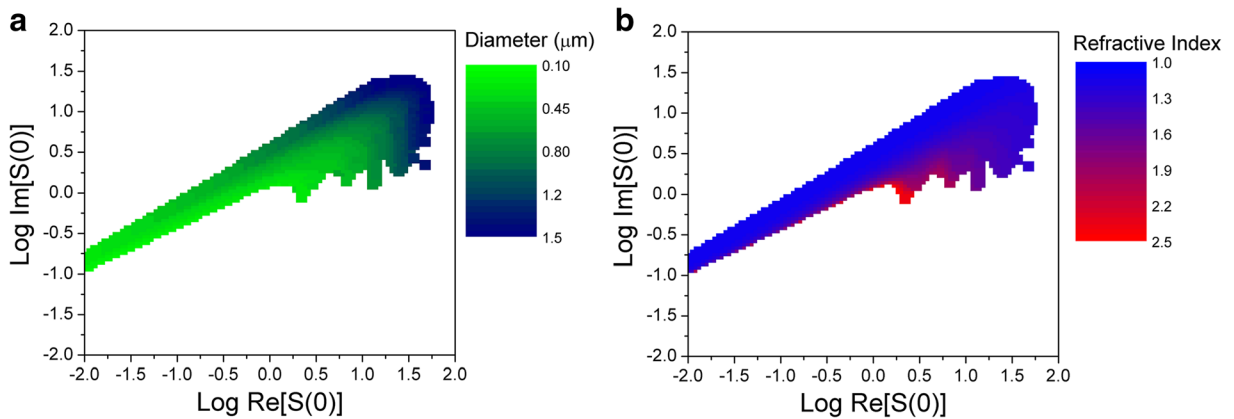 a
Diameter (μm)
0.10
0.45
0.80
1.2
1.5
2.0
1.5
1.0
0.5
0.0
-0.5
-1.0
-1.5
-2.0
Log Im[S(0)]
-2.0 -1.5 -1.0 -0.5 0.0 0.5 1.0 1.5 2.0
Log Re[S(0)]
b
Refractive Index
1.0
1.3
1.6
1.9
2.2
2.5
2.0
1.5
1.0
0.5
0.0
-0.5
-1.0
-1.5
-2.0
Log Im[S(0)]
-2.0 -1.5 -1.0 -0.5 0.0 0.5 1.0 1.5 2.0
Log Re[S(0)]